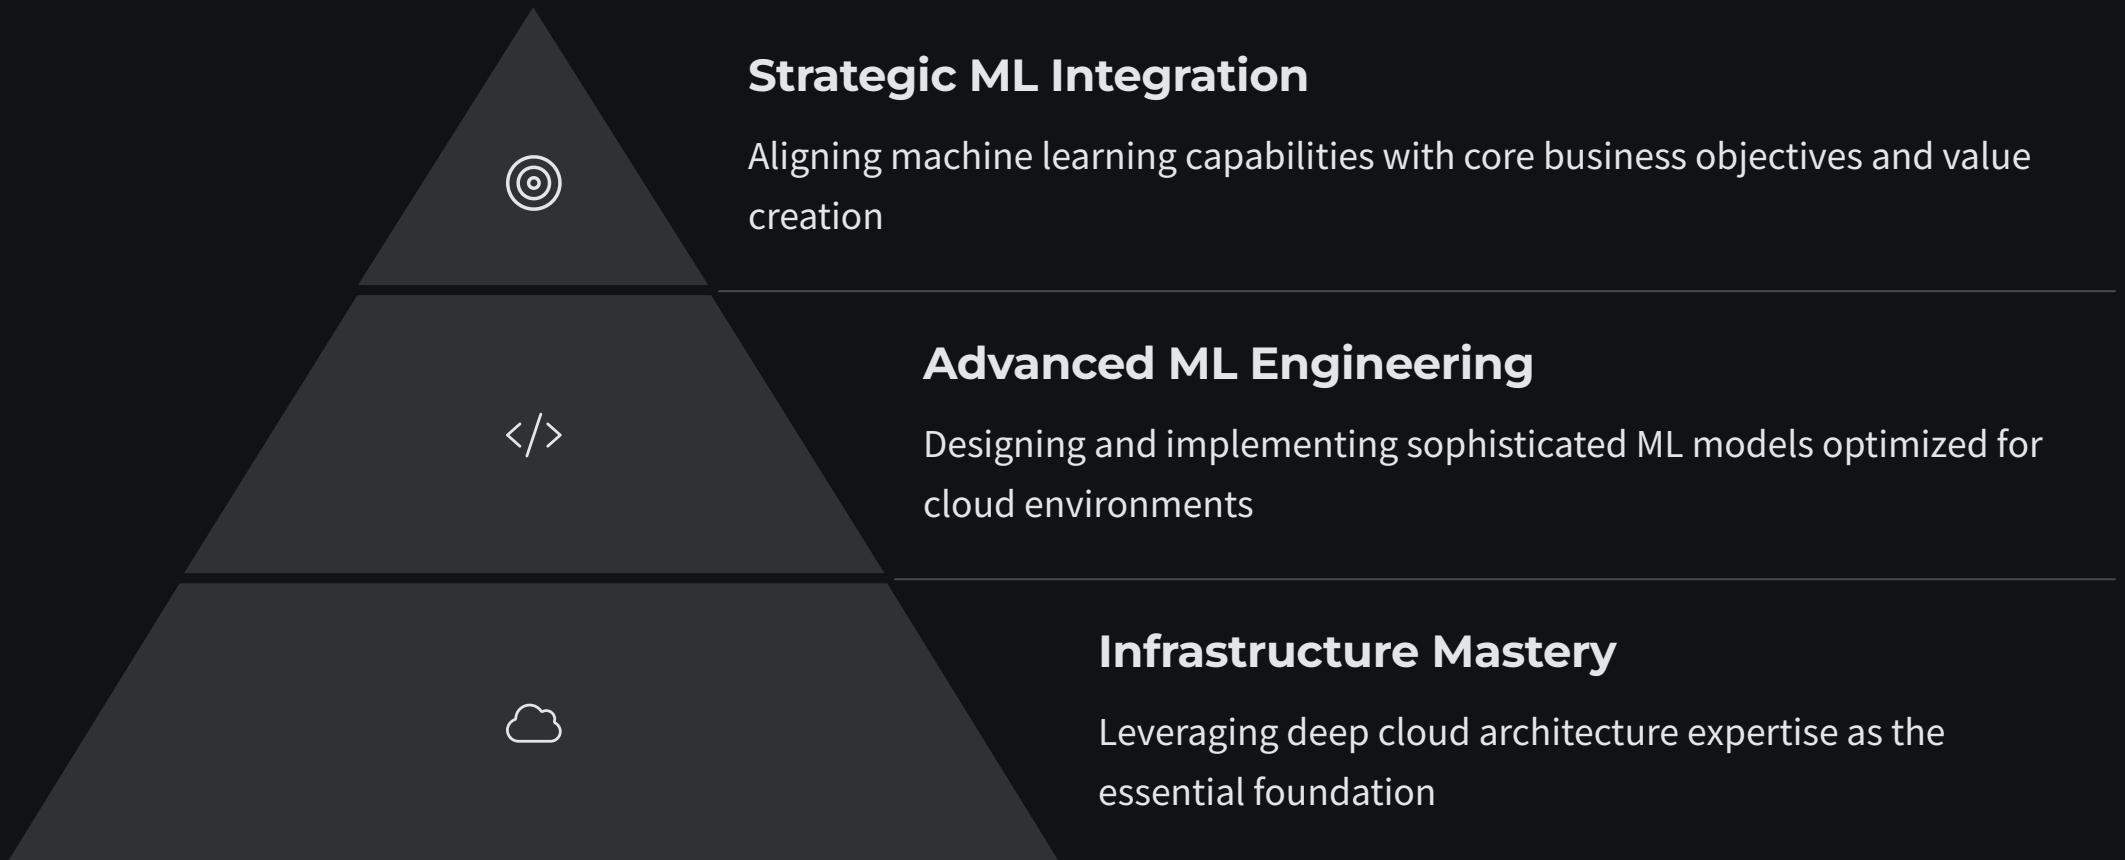 Strategic ML Integration
Aligning machine learning capabilities with core business objectives and value
creation
Advanced ML Engineering
Designing and implementing sophisticated ML models optimized for
cloud environments
Infrastructure Mastery
Leveraging deep cloud architecture expertise as the
essential foundation